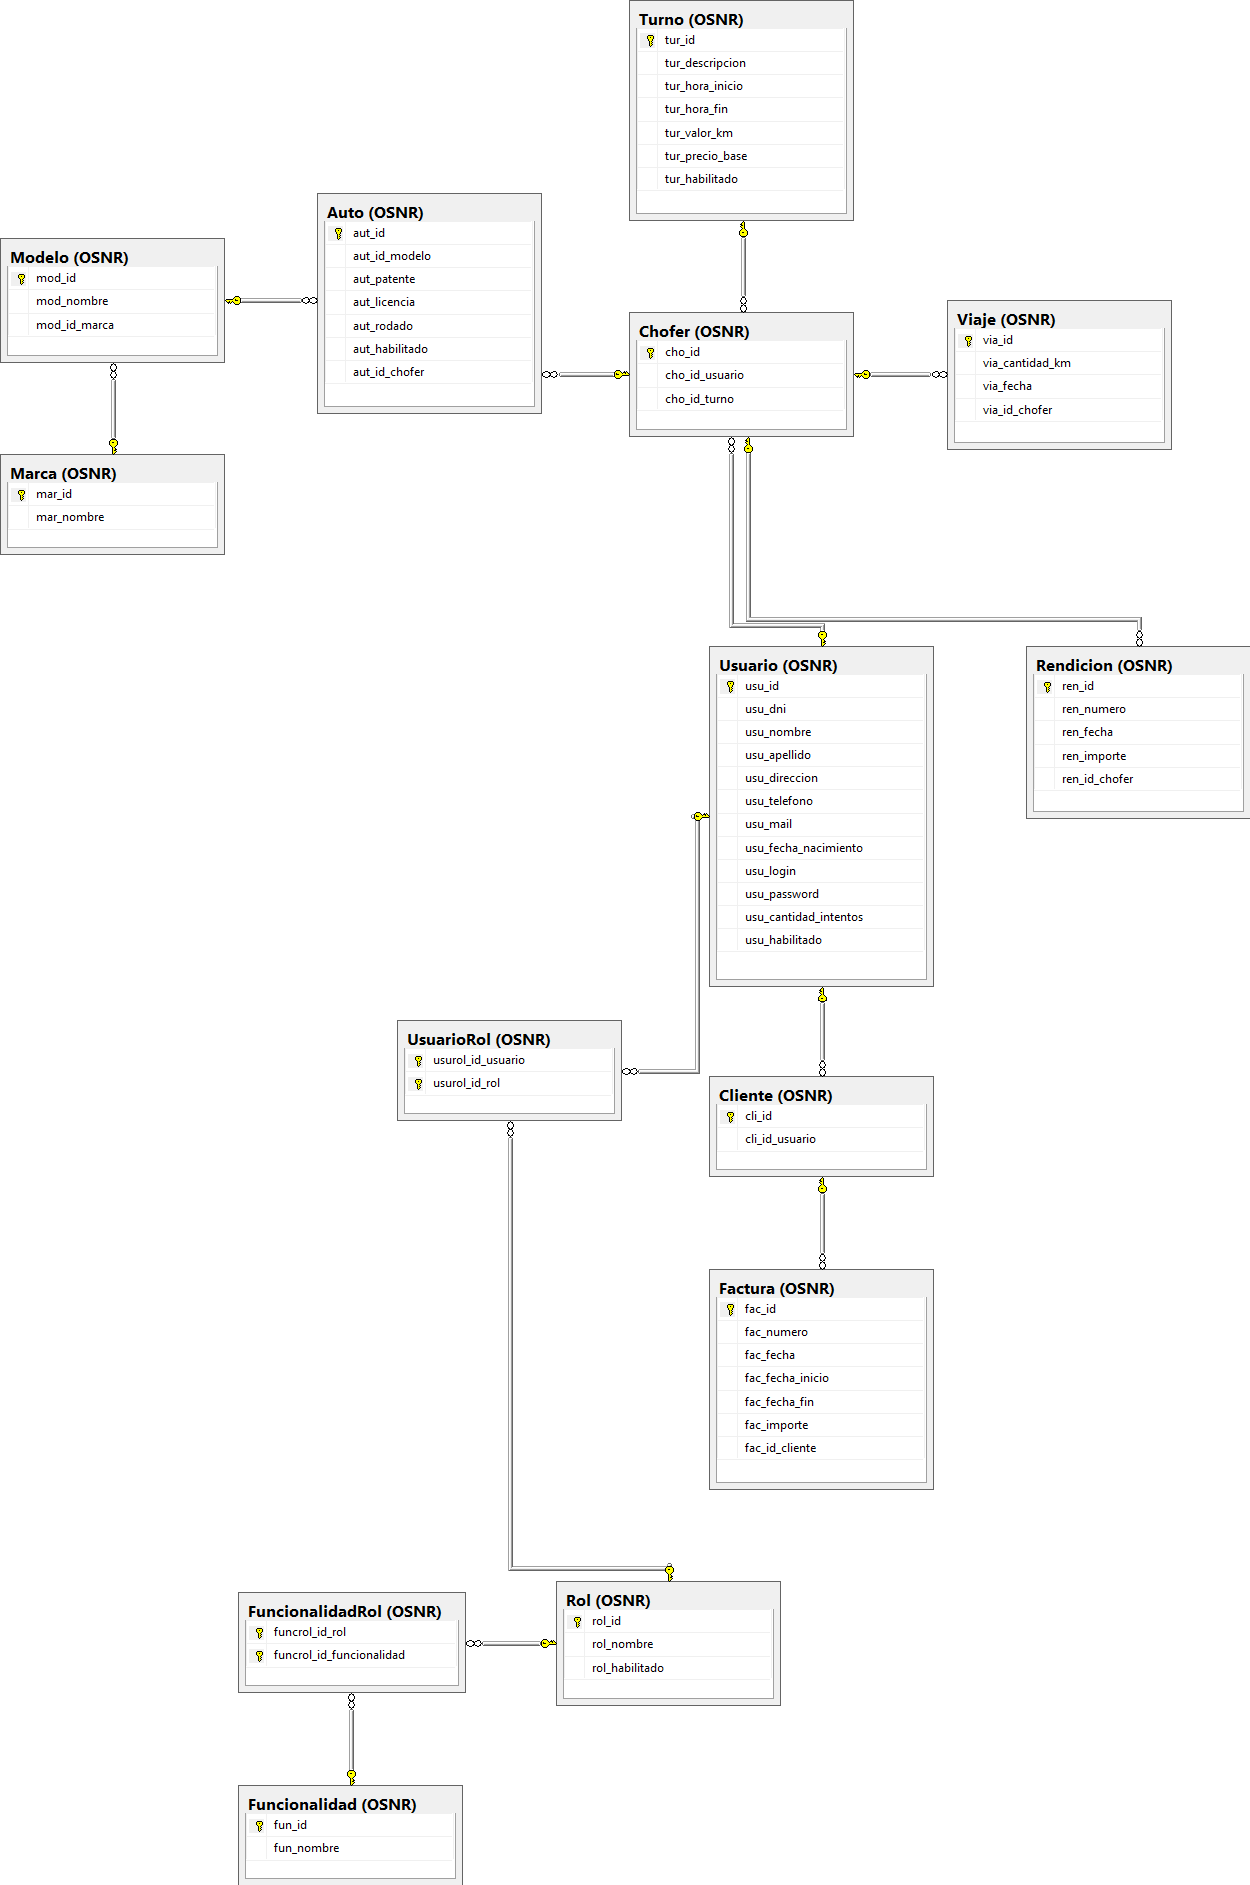 Turno (OSNR)
tur_id
tur_descripcion
tur_hora_inicio
tur_hora_fin
tur_valor_km
tur_precio_base
tur_habilitado
Auto (OSNR)
aut_id
aut_id_modelo
aut_patente
aut_licencia
aut_rodado
aut_habilitado
aut_id_chofer
Modelo (OSNR)
mod_id
mod_nombre
mod_id_marca
Chofer (OSNR)
cho_id
cho_id_usuario
cho_id_turno
Viaje (OSNR)
via_id
via_cantidad_km
via_fecha
via_id_chofer
Marca (OSNR)
mar_id
mar_nombre
Usuario (OSNR)
usu_id
usu_dni
usu_nombre
usu_apellido
usu_direccion
usu_telefono
usu_mail
usu_fecha_nacimiento
usu_login
usu_password
usu_cantidad_intentos
usu_habilitado
Rendicion (OSNR)
ren_id
ren_numero
ren_fecha
ren_importe
ren_id_chofer
UsuarioRol (OSNR)
usurol_id_usuario
usurol_id_rol
Cliente (OSNR)
cli_id
cli_id_usuario
Factura (OSNR)
fac_id
fac_numero
fac_fecha
fac_fecha_inicio
fac_fecha_fin
fac_importe
fac_id_cliente
FuncionalidadRol (OSNR)
funcrol_id_rol
funcrol_id_funcionalidad
Rol (OSNR)
rol_id
rol_nombre
rol_habilitado
Funcionalidad (OSNR)
fun_id
fun_nombre